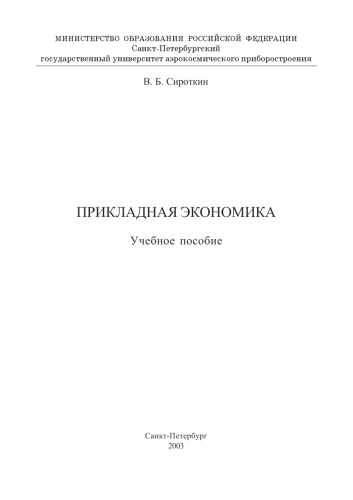 МИНИСТЕРСТВО ОБРАЗОВАНИЯ РОССИЙСКОЙ ФЕДЕРАЦИИ
Санкт-Петербургский
государственный университет аэрокосмического приборостроения
В. Б. Сироткин
ПРИКЛАДНАЯ ЭКОНОМИКА
Учебное пособие
Санкт-Петербург
2003